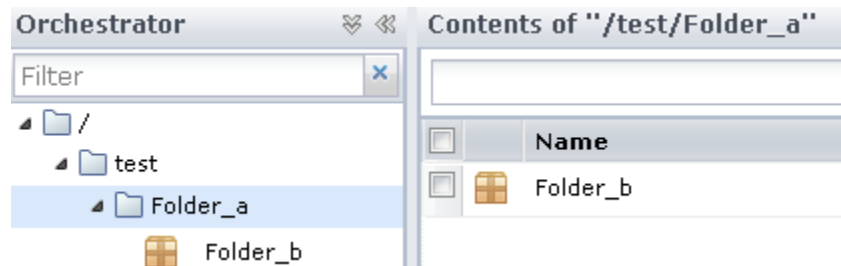 Orchestrator
Filter
/
test
Folder_a
Folder_b
Contents of "/test/Folder_a"
Name
Folder_b